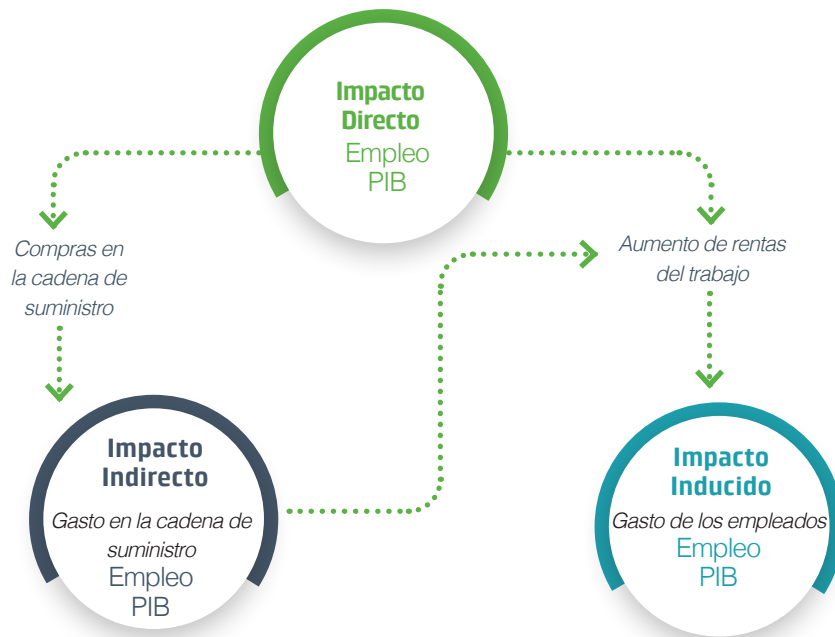 Impacto
Directo
Empleo
PIB
Compras en
la cadena de
suministro
Aumento de rentas
del trabajo
Impacto
Indirecto
Gasto en la cadena de
suministro
Empleo
PIB
Impacto
Inducido
Gasto de los empleados
Empleo
PIB